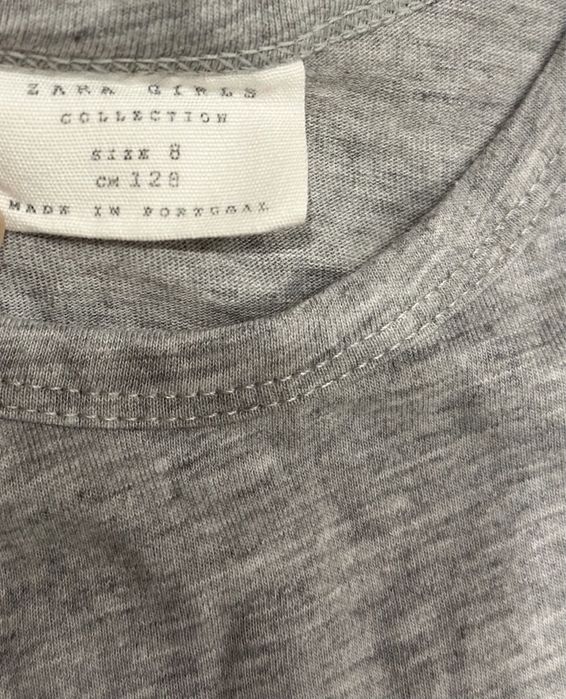 ZARA GIRLS
COLLECTION
SIZE 8
CM 128
MADE IN PORTUGAL